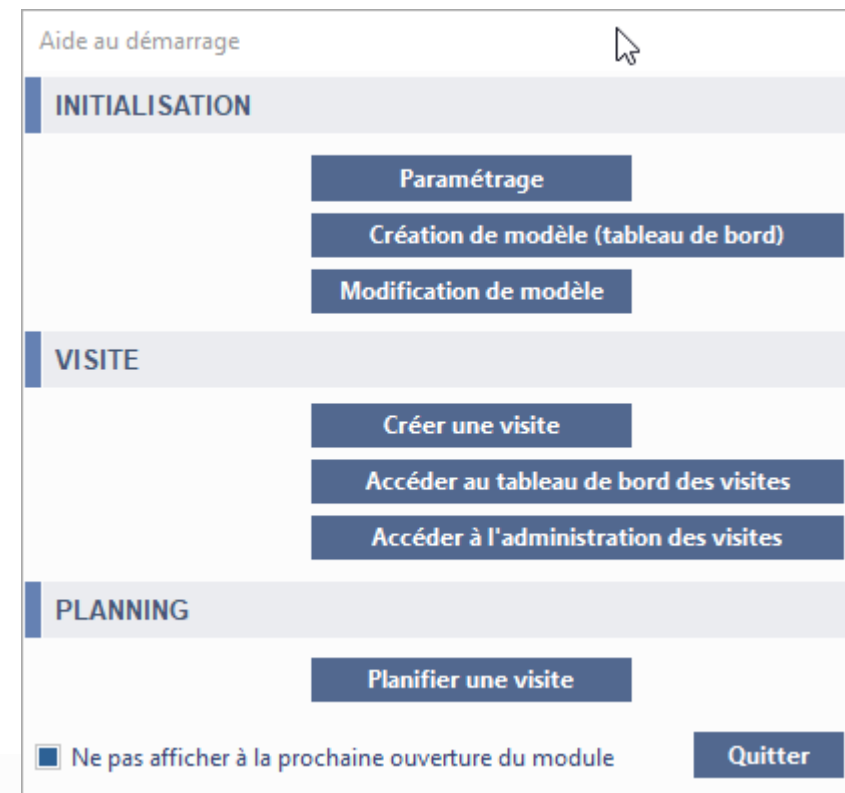 Aide au démarrage
INITIALISATION
Paramétrage
Création de modèle (tableau de bord)
Modification de modèle
VISITE
Créer une visite
Accéder au tableau de bord des visites
Accéder à l'administration des visites
PLANNING
Planifier une visite
Ne pas afficher à la prochaine ouverture du module
Quitter